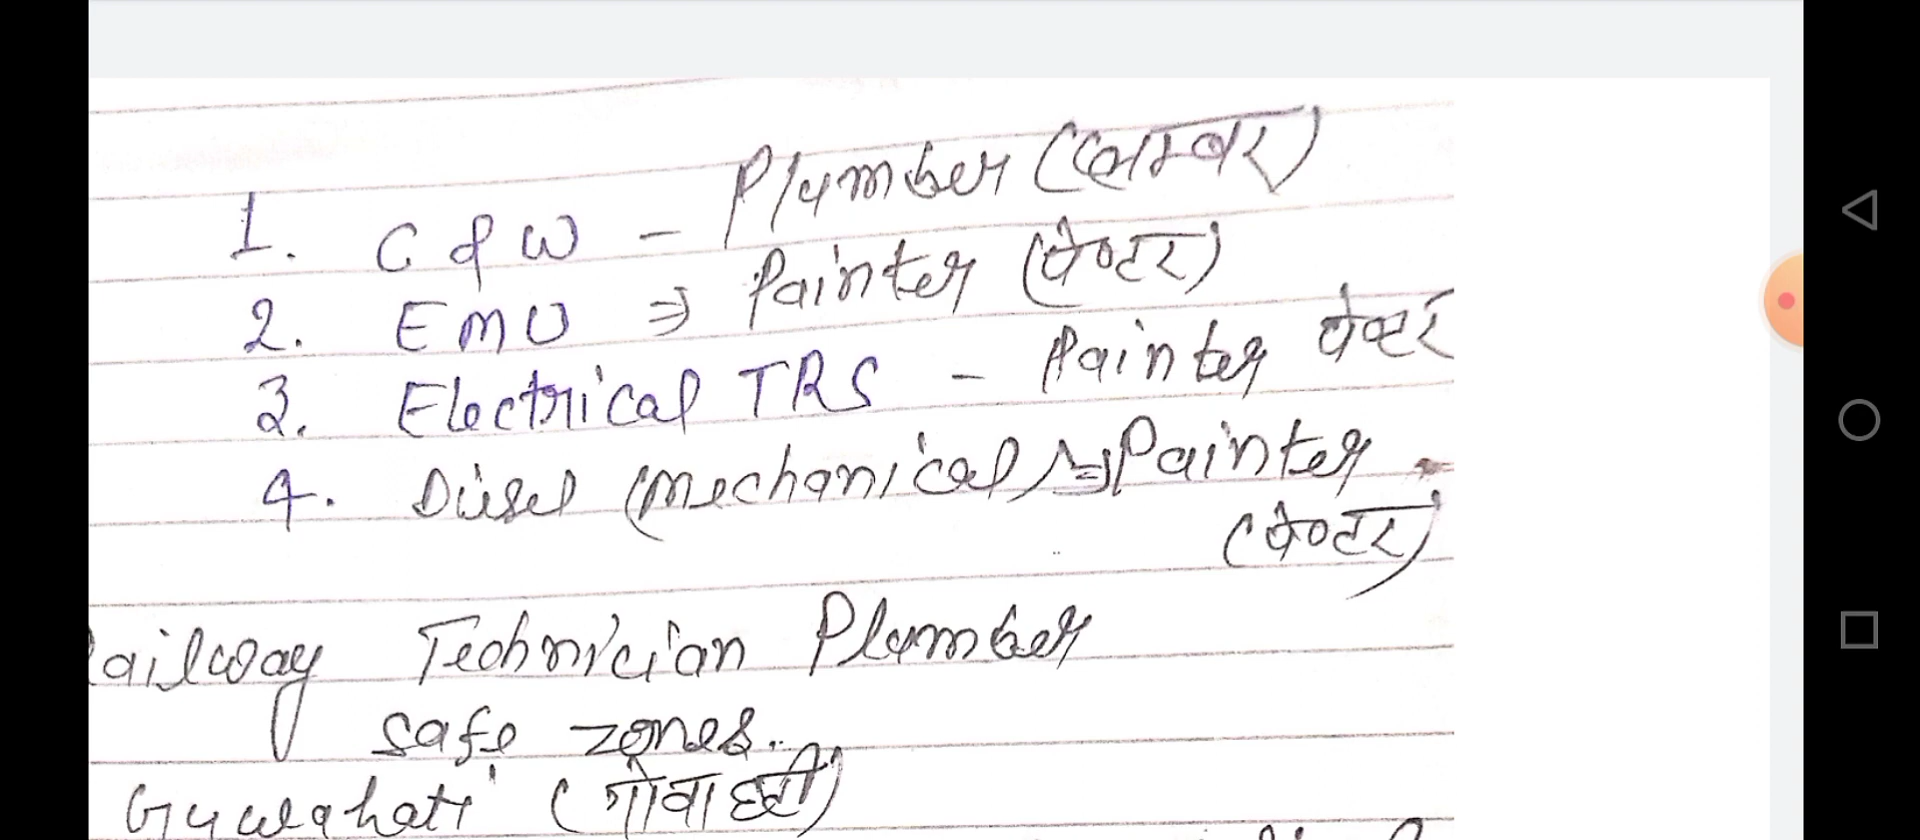 1. C & W - Plumber (प्लम्बर)
2. EMU ⇒ Painter (पेण्टर)
3. Electrical TRS - Painter पेण्टर
4. Diesel (mechanical) ⇒ Painter
(पेण्टर)
ailway Technician Plumber
safe zones.
Guwahati (गोवाहटी)